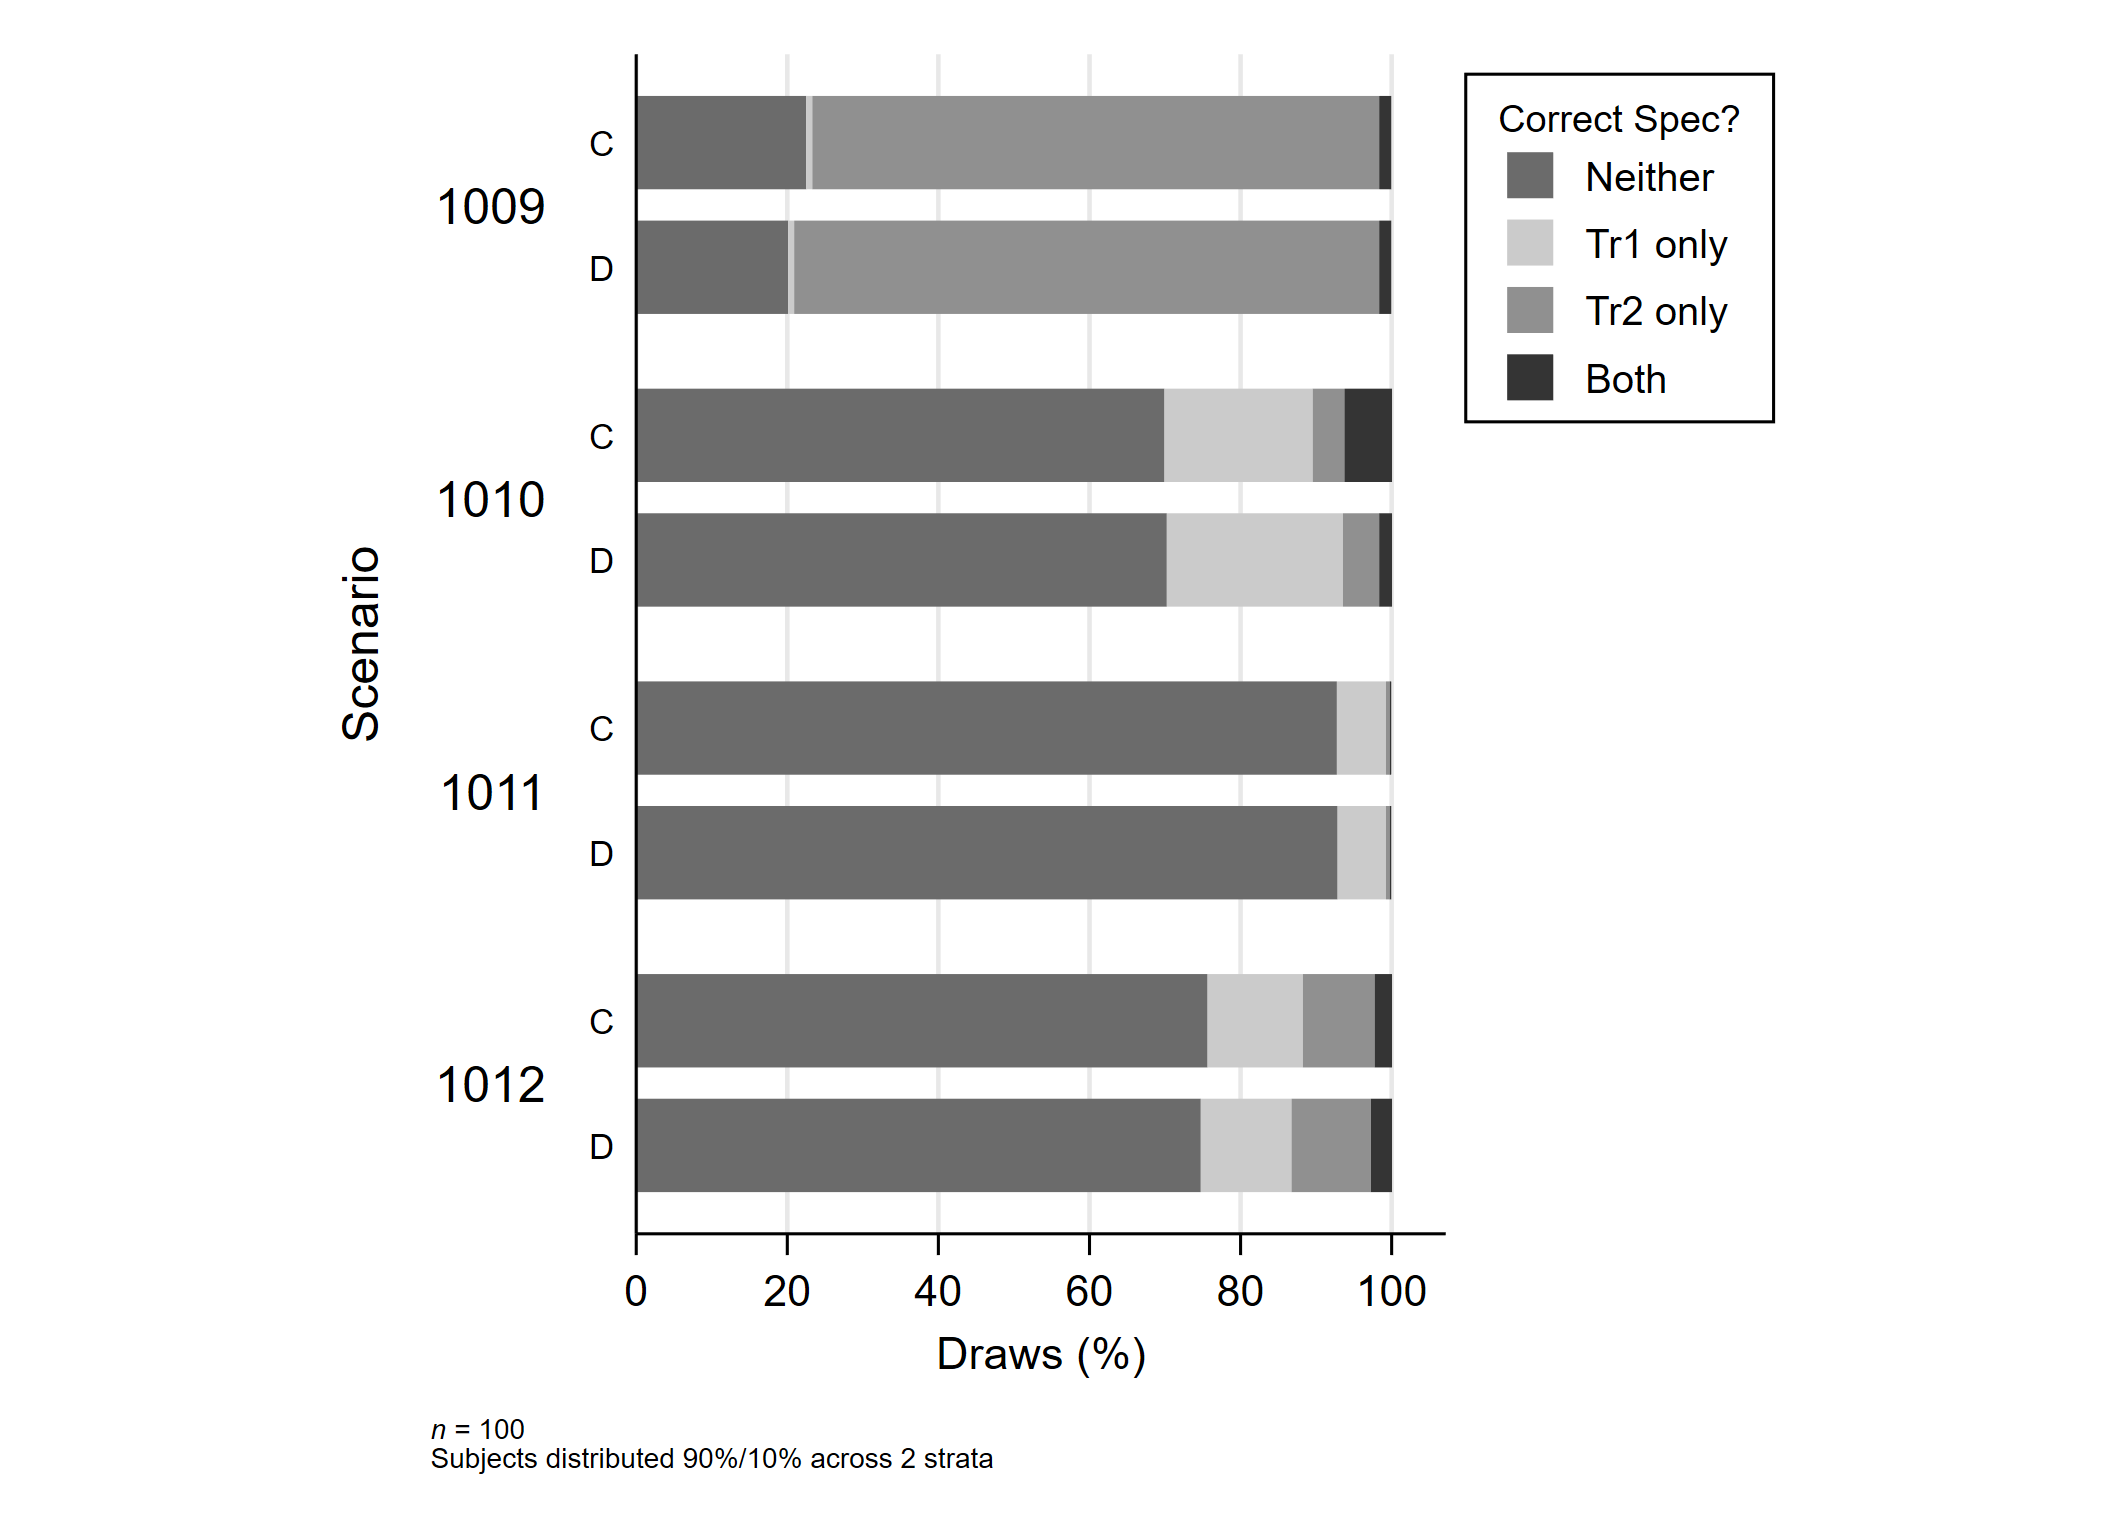 Correct Spec?
Neither
Tr1 only
Tr2 only
Both
Scenario
1009
C
D
1010
C
D
1011
C
D
1012
C
D
0 20 40 60 80 100
Draws (%)
n = 100
Subjects distributed 90%/10% across 2 strata